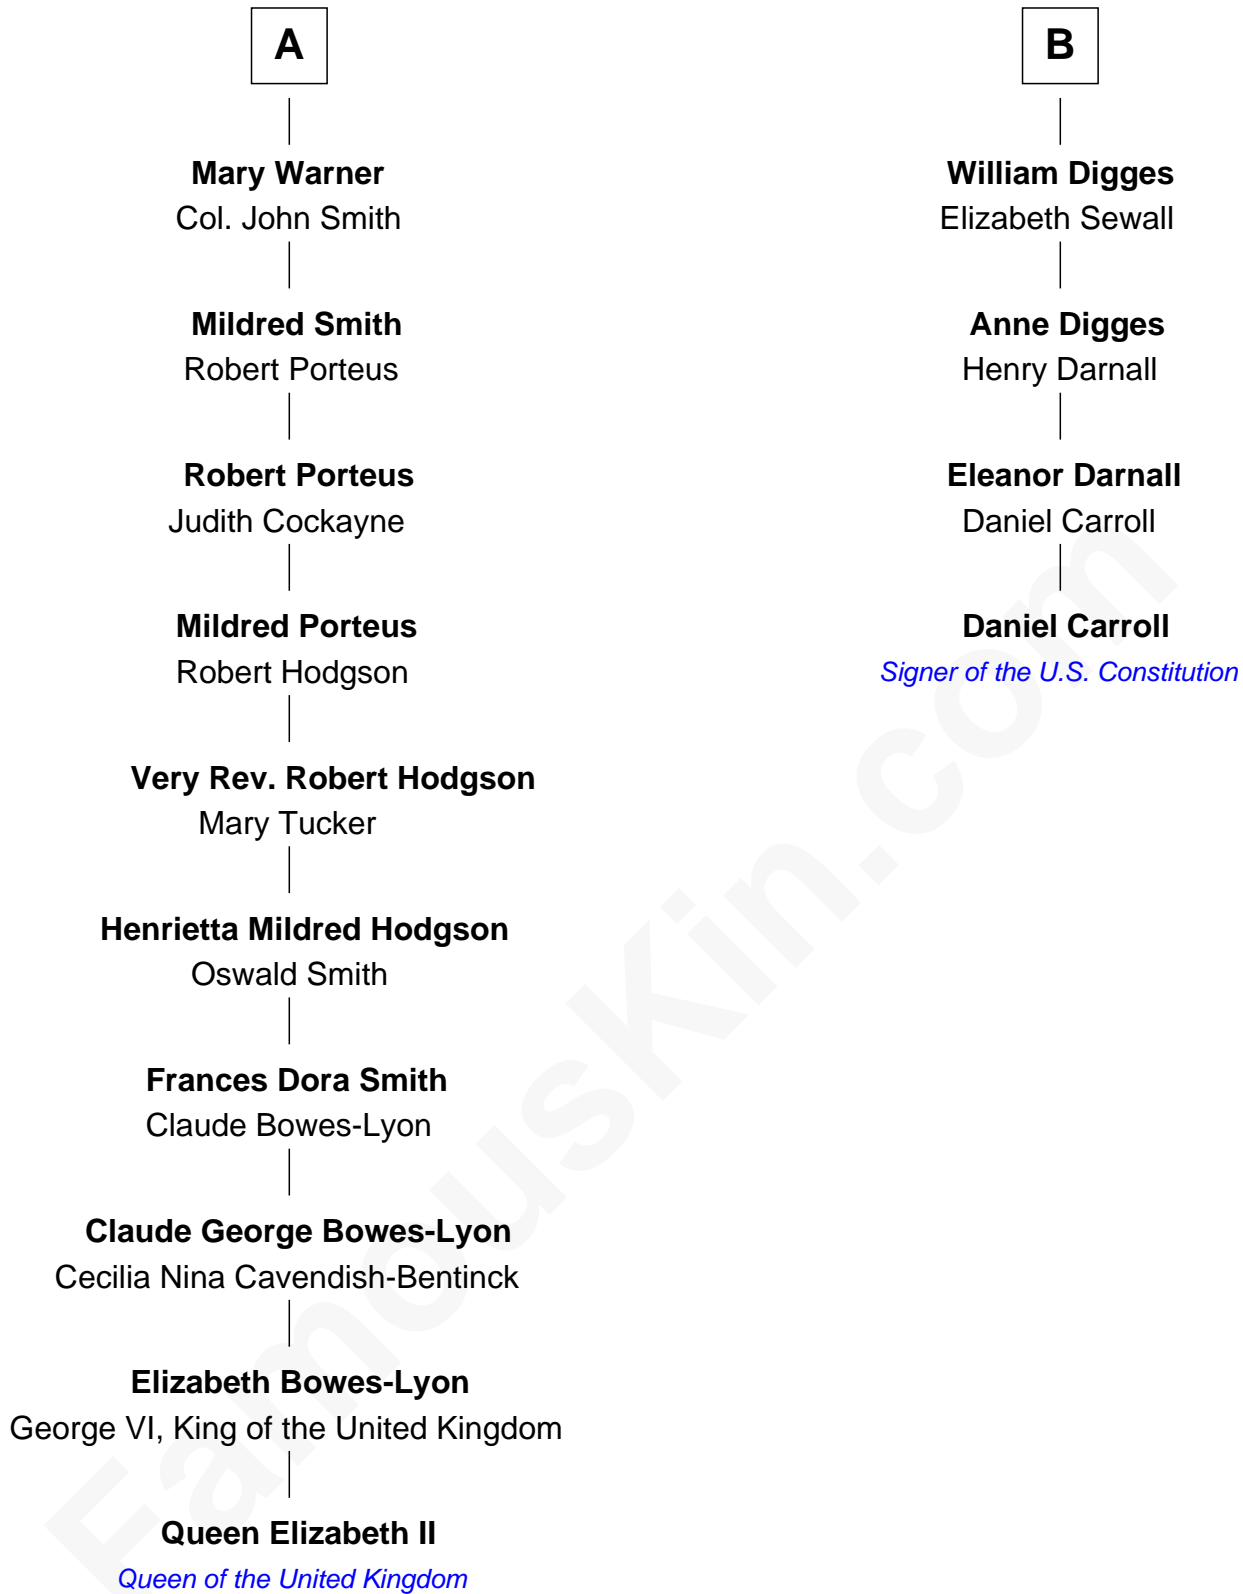 A
Mary Warner
Col. John Smith
Mildred Smith
Robert Porteus
Robert Porteus
Judith Cockayne
Mildred Porteus
Robert Hodgson
Very Rev. Robert Hodgson
Mary Tucker
Henrietta Mildred Hodgson
Oswald Smith
Frances Dora Smith
Claude Bowes-Lyon
Claude George Bowes-Lyon
Cecilia Nina Cavendish-Bentinck
Elizabeth Bowes-Lyon
George VI, King of the United Kingdom
Queen Elizabeth II
Queen of the United Kingdom
B
William Digges
Elizabeth Sewall
Anne Digges
Henry Darnall
Eleanor Darnall
Daniel Carroll
Daniel Carroll
Signer of the U.S. Constitution
FamousKin.com